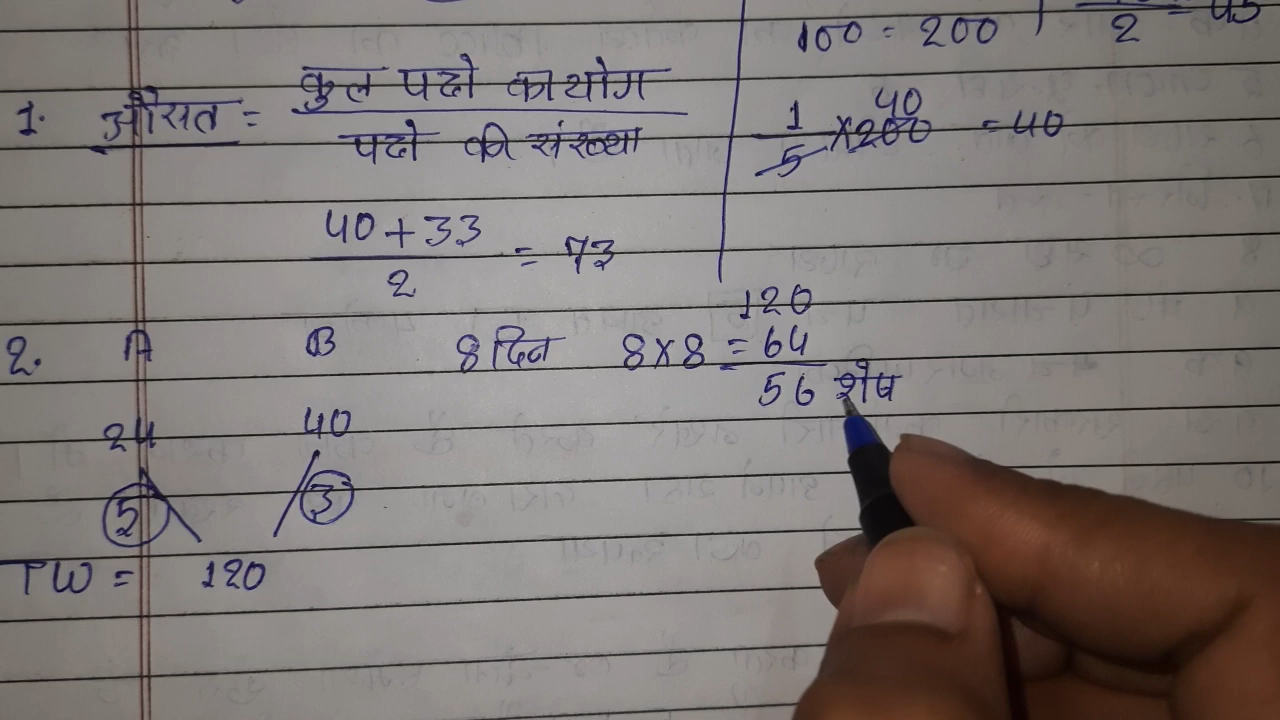 100 = 200
2 = 45
1. औसत = कुल पदो का योग
पदो की संख्या
1/5 × 200 = 40
40
40 + 33
2
= 73
2. A B 8 दिन 8 × 8 = 64
120
56 शेष
24 40
5 3
TW = 120